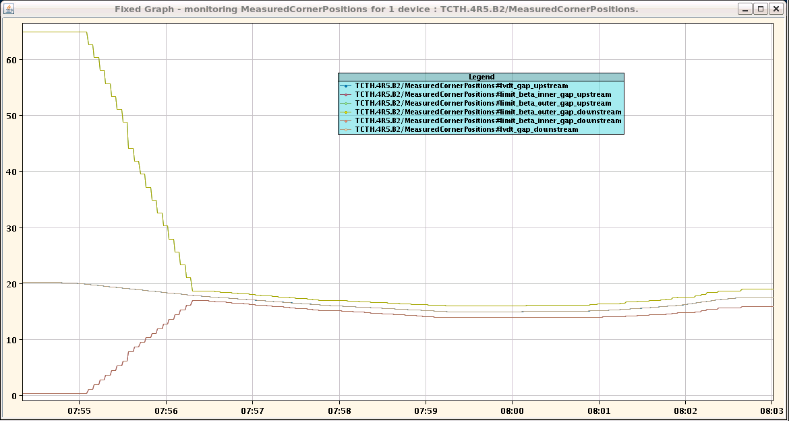 Fixed Graph - monitoring MeasuredCornerPositions for 1 device : TCTH.4R5.B2/MeasuredCornerPositions.
60
Legend
TCTH.4R5.B2/MeasuredCornerPositions#lvdt_gap_upstream
TCTH.4R5.B2/MeasuredCornerPositions#limit_beta_inner_gap_upstream
TCTH.4R5.B2/MeasuredCornerPositions#limit_beta_outer_gap_upstream
TCTH.4R5.B2/MeasuredCornerPositions#limit_beta_outer_gap_downstream
TCTH.4R5.B2/MeasuredCornerPositions#limit_beta_inner_gap_downstream
TCTH.4R5.B2/MeasuredCornerPositions#lvdt_gap_downstream
50
40
30
20
10
0
07:55 07:56 07:57 07:58 07:59 08:00 08:01 08:02 08:03